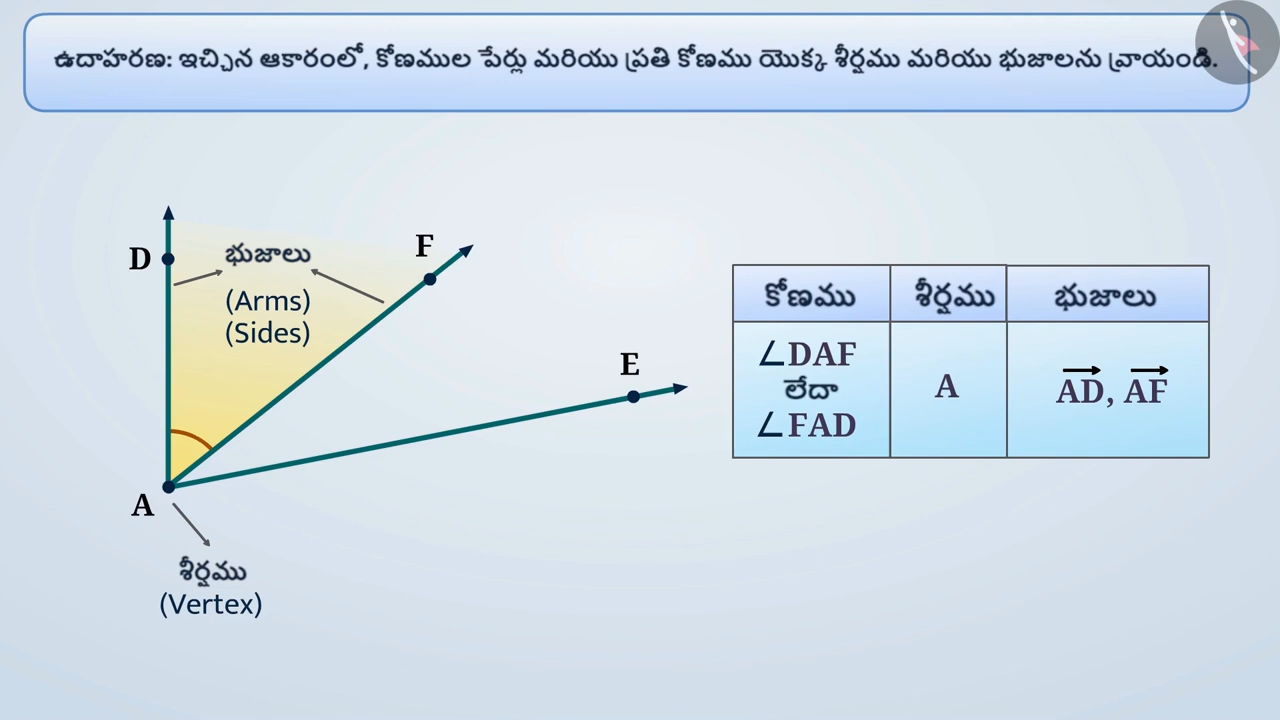 ఉదాహరణ: ఇచ్చిన ఆకారంలో, కోణముల పేర్లు మరియు ప్రతి కోణము యొక్క శీర్షము మరియు భుజాలను వ్రాయండి.
D
భుజాలు
(Arms)
(Sides)
F
E
A
శీర్షము
(Vertex)
కోణము శీర్షము భుజాలు
∠DAF
లేదా
∠FAD
A
AD, AF